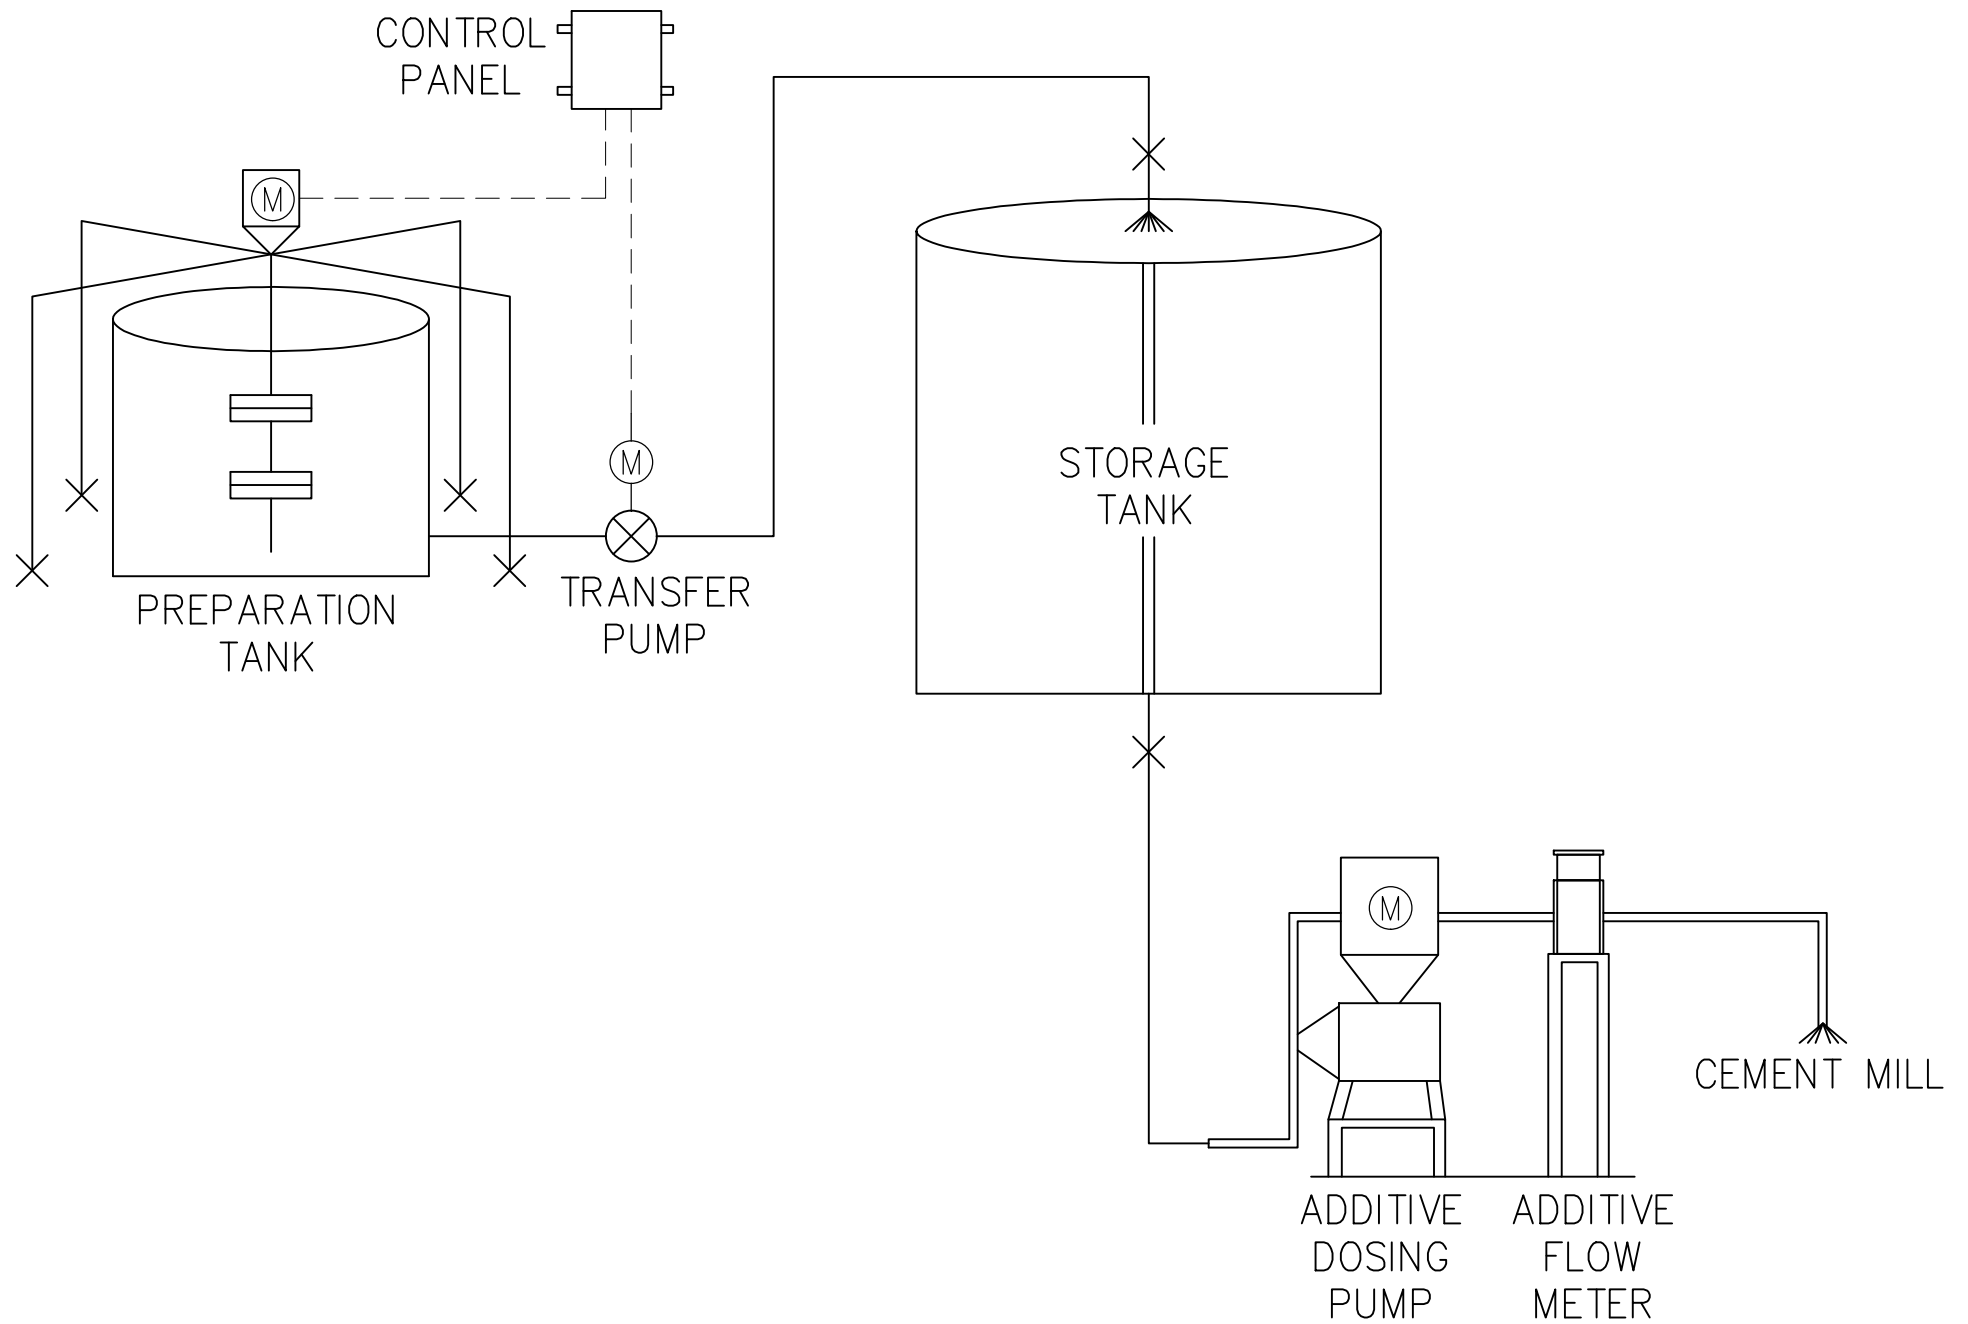 CONTROL
PANEL
M
M
STORAGE
TANK
TRANSFER
PUMP
PREPARATION
TANK
M
CEMENT MILL
ADDITIVE
DOSING
PUMP
ADDITIVE
FLOW
METER